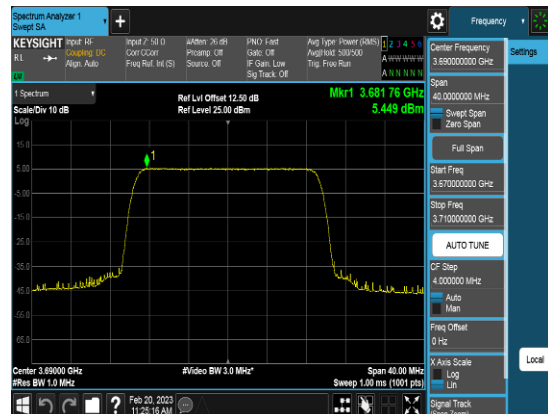 Spectrum Analyzer 1
Swept SA
+
Frequency
KEYSIGHT
Input: RF
Coupling: DC
Align: Auto
RL
Input Z: 50 Ω
Corr CCorr
Freq Ref: Int (S)
#Atten: 26 dB
Preamp: Off
Source: Off
PNO: Fast
Gate: Off
IF Gain: Low
Sig Track: Off
Avg Type: Power (RMS)
Avg|Hold: 500/500
Trig: Free Run
1 2 3 4 5 6
A W W W W W
A N N N N N
1 Spectrum
Scale/Div 10 dB
Log
Ref Lvl Offset 12.50 dB
Ref Level 25.00 dBm
Mkr1 3.681 76 GHz
5.449 dBm
1
15.0
5.00
-5.00
-15.0
-25.0
-35.0
-45.0
-55.0
-65.0
Center 3.69000 GHz
#Res BW 1.0 MHz
#Video BW 3.0 MHz*
Span 40.00 MHz
Sweep 1.00 ms (1001 pts)
Feb 20, 2023
11:25:16 AM
Center Frequency
3.690000000 GHz
Span
40.0000000 MHz
Swept Span
Zero Span
Full Span
Start Freq
3.670000000 GHz
Stop Freq
3.710000000 GHz
AUTO TUNE
CF Step
4.000000 MHz
Auto
Man
Freq Offset
0 Hz
X Axis Scale
Log
Lin
Signal Track
(Span Zoom)
Settings
Local